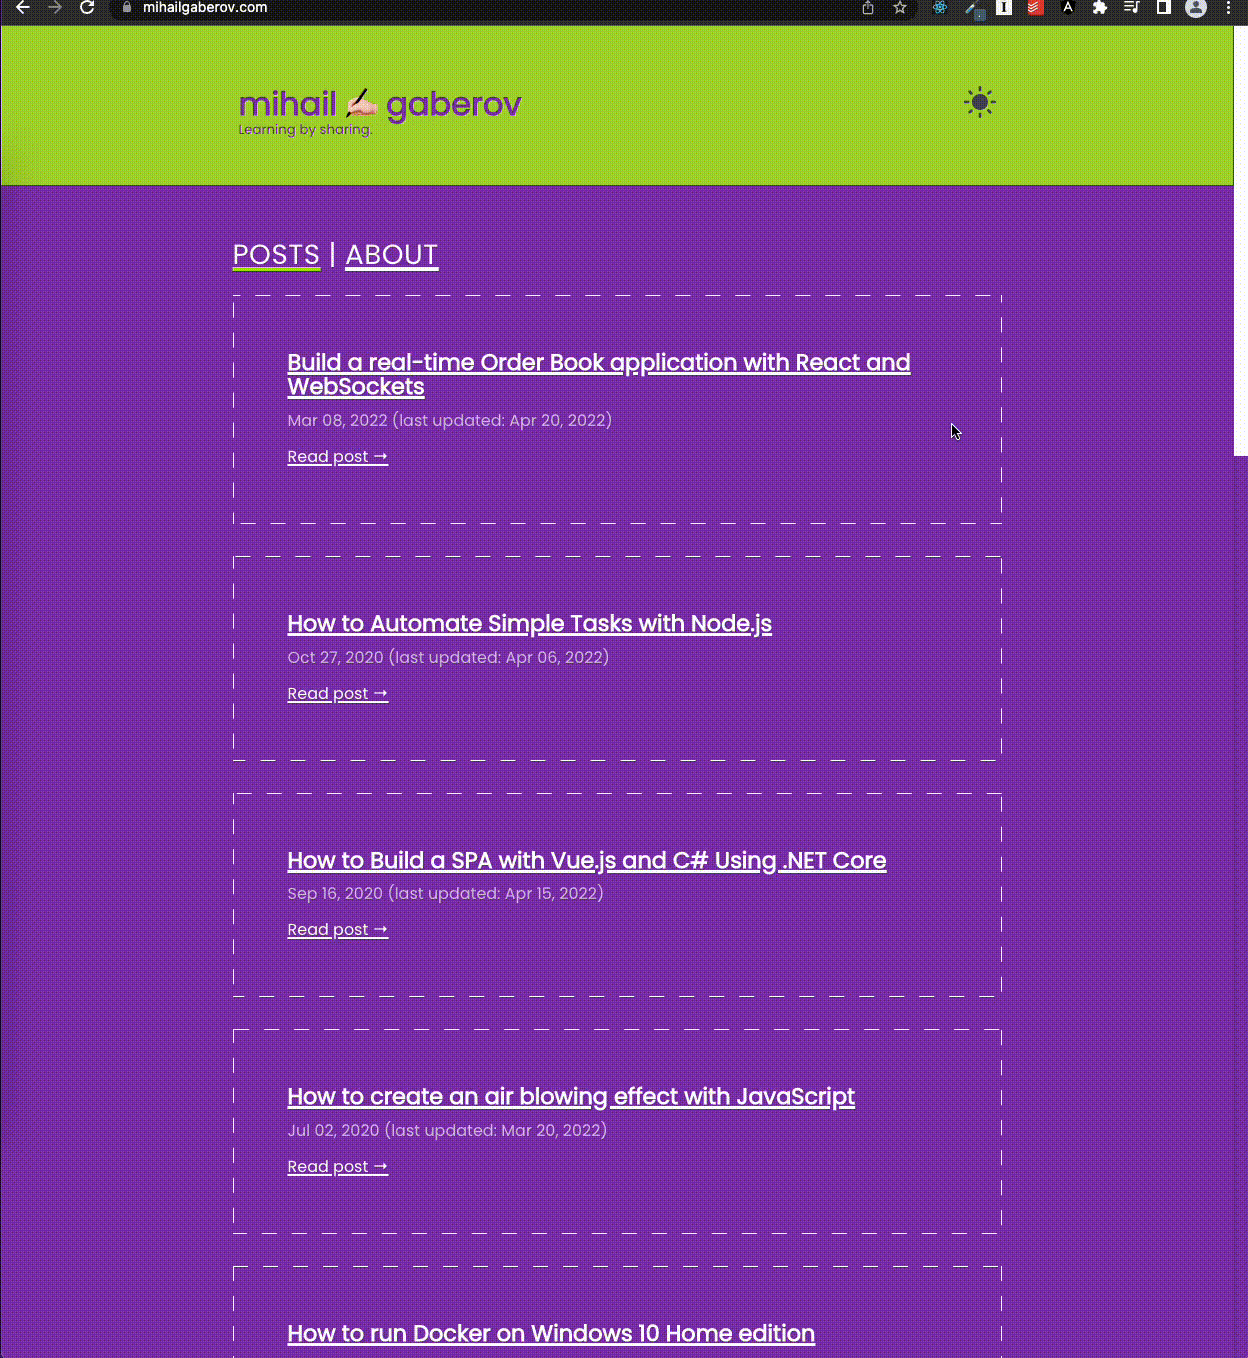 mihailgaberov.com
mihail ✍🏻 gaberov
Learning by sharing.
POSTS | ABOUT
Build a real-time Order Book application with React and
WebSockets
Mar 08, 2022 (last updated: Apr 20, 2022)
Read post →
How to Automate Simple Tasks with Node.js
Oct 27, 2020 (last updated: Apr 06, 2022)
Read post →
How to Build a SPA with Vue.js and C# Using .NET Core
Sep 16, 2020 (last updated: Apr 15, 2022)
Read post →
How to create an air blowing effect with JavaScript
Jul 02, 2020 (last updated: Mar 20, 2022)
Read post →
How to run Docker on Windows 10 Home edition